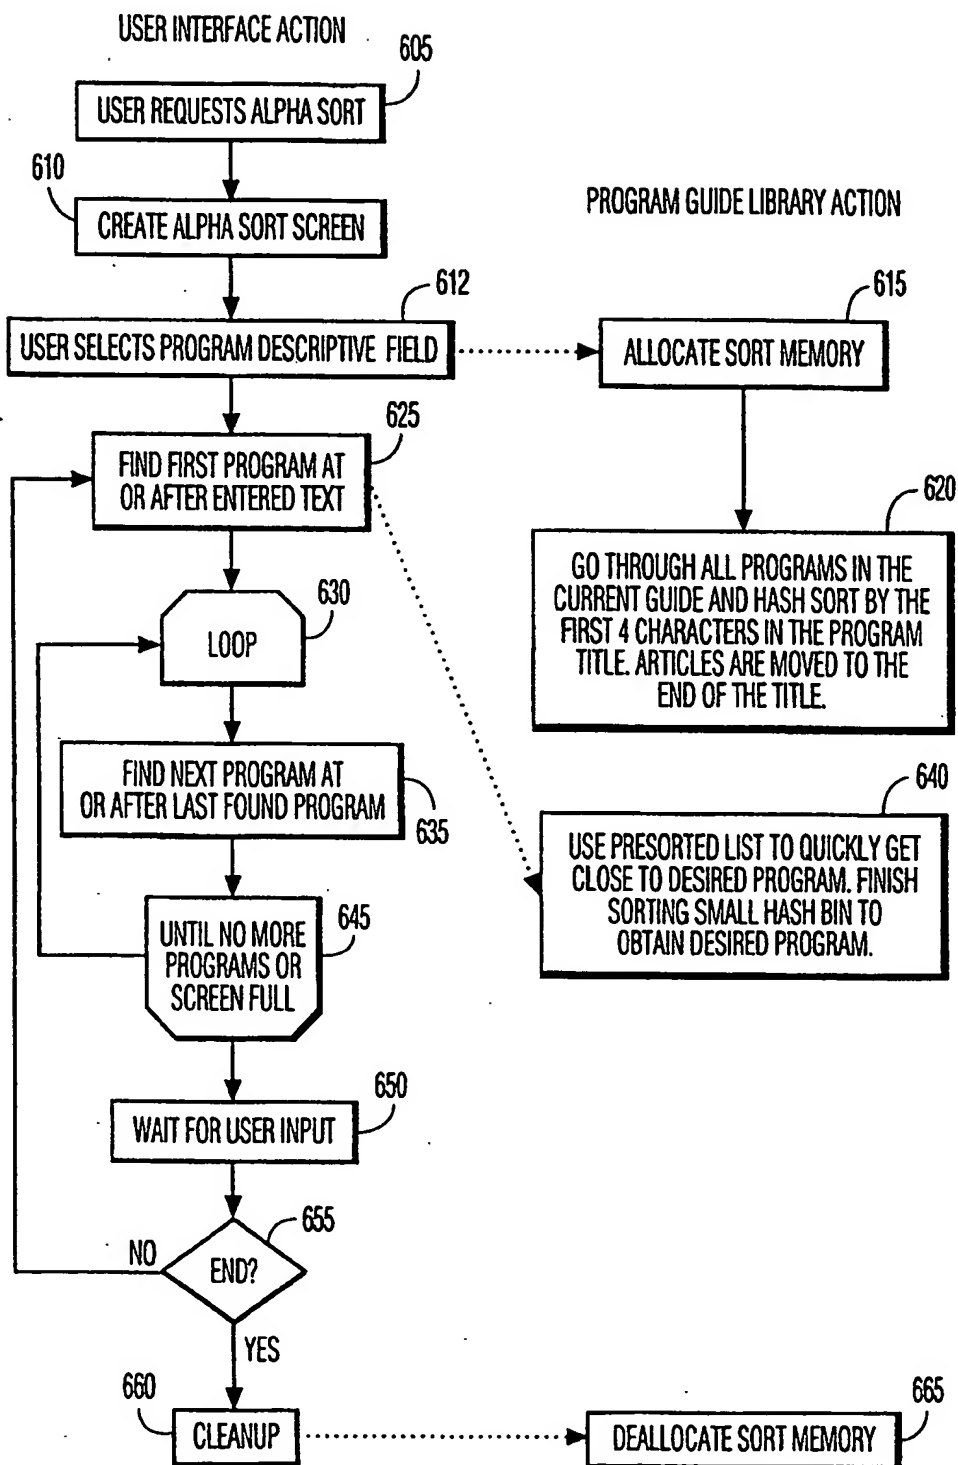 USER INTERFACE ACTION
605
USER REQUESTS ALPHA SORT
610
CREATE ALPHA SORT SCREEN
PROGRAM GUIDE LIBRARY ACTION
612
USER SELECTS PROGRAM DESCRIPTIVE FIELD
615
ALLOCATE SORT MEMORY
625
FIND FIRST PROGRAM AT
OR AFTER ENTERED TEXT
620
GO THROUGH ALL PROGRAMS IN THE
CURRENT GUIDE AND HASH SORT BY THE
FIRST 4 CHARACTERS IN THE PROGRAM
TITLE. ARTICLES ARE MOVED TO THE
END OF THE TITLE.
630
LOOP
FIND NEXT PROGRAM AT
OR AFTER LAST FOUND PROGRAM
635
640
USE PRESORTED LIST TO QUICKLY GET
CLOSE TO DESIRED PROGRAM. FINISH
SORTING SMALL HASH BIN TO
OBTAIN DESIRED PROGRAM.
645
UNTIL NO MORE
PROGRAMS OR
SCREEN FULL
650
WAIT FOR USER INPUT
655
NO
END?
YES
660
CLEANUP
665
DEALLOCATE SORT MEMORY